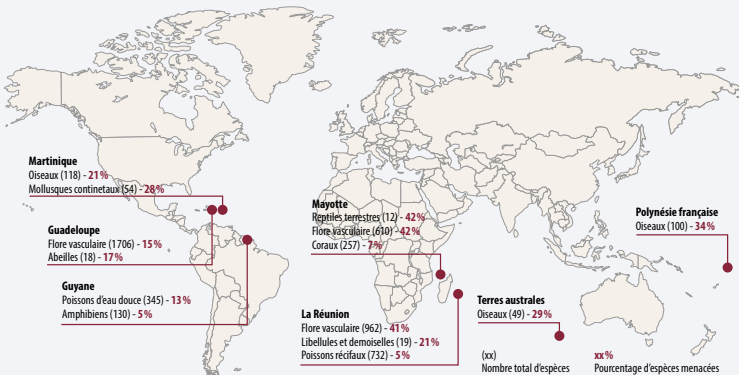 Martinique
Oiseaux (118) - 21%
Mollusques continetaux (54) - 28%
Guadeloupe
Flore vasculaire (1706) - 15%
Abeilles (18) - 17%
Guyane
Poissons d'eau douce (345) - 13%
Amphibiens (130) - 5%
Mayotte
Reptiles terrestres (12) - 42%
Flore vasculaire (610) - 42%
Coraux (257) - 7%
La Réunion
Flore vasculaire (962) - 41%
Libellules et demoiselles (19) - 21%
Poissons récifaux (732) - 5%
Terres australes
Oiseaux (49) - 29%
Polynésie française
Oiseaux (100) - 34%
(xx)
Nombre total d'espèces
xx%
Pourcentage d'espèces menacées